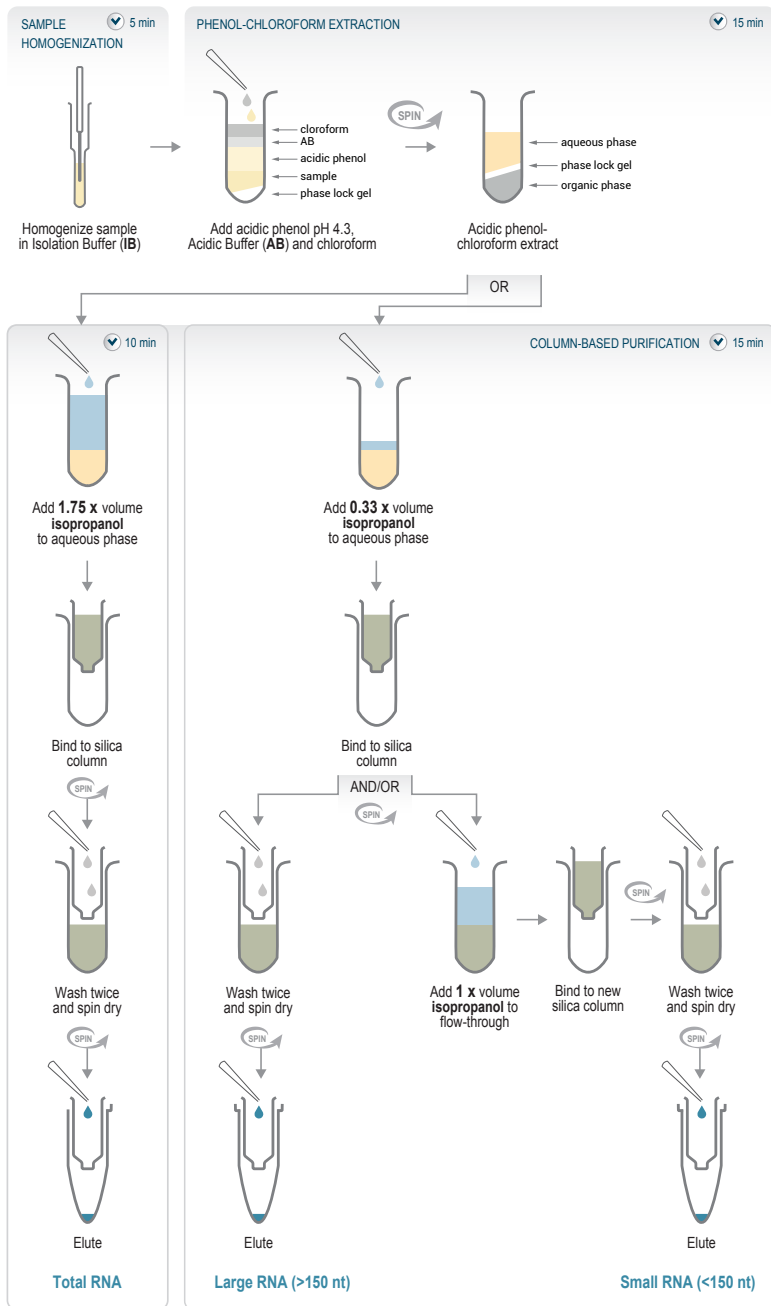 SAMPLE
HOMOGENIZATION
5 min
PHENOL-CHLOROFORM EXTRACTION
15 min
SPIN
cloroform
AB
acidic phenol
sample
phase lock gel
aqueous phase
phase lock gel
organic phase
Homogenize sample
in Isolation Buffer (IB)
Add acidic phenol pH 4.3,
Acidic Buffer (AB) and chloroform
Acidic phenol-
chloroform extract
OR
10 min
COLUMN-BASED PURIFICATION
15 min
Add 1.75 x volume
isopropanol
to aqueous phase
Add 0.33 x volume
isopropanol
to aqueous phase
Bind to silica
column
Bind to silica
column
SPIN
AND/OR
SPIN
SPIN
Wash twice
and spin dry
Wash twice
and spin dry
Add 1 x volume
isopropanol to
flow-through
Bind to new
silica column
Wash twice
and spin dry
SPIN
SPIN
SPIN
Elute
Elute
Elute
Total RNA
Large RNA (>150 nt)
Small RNA (<150 nt)